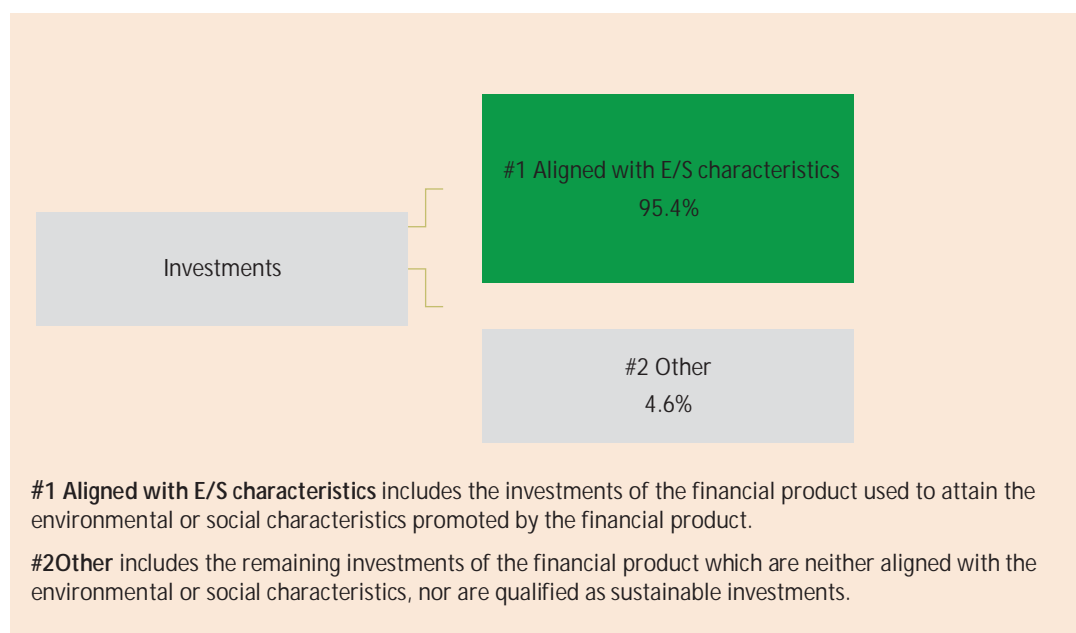 #1 Aligned with E/S characteristics
95.4%
Investments
#2 Other
4.6%
#1 Aligned with E/S characteristics includes the investments of the financial product used to attain the
environmental or social characteristics promoted by the financial product.
#2Other includes the remaining investments of the financial product which are neither aligned with the
environmental or social characteristics, nor are qualified as sustainable investments.